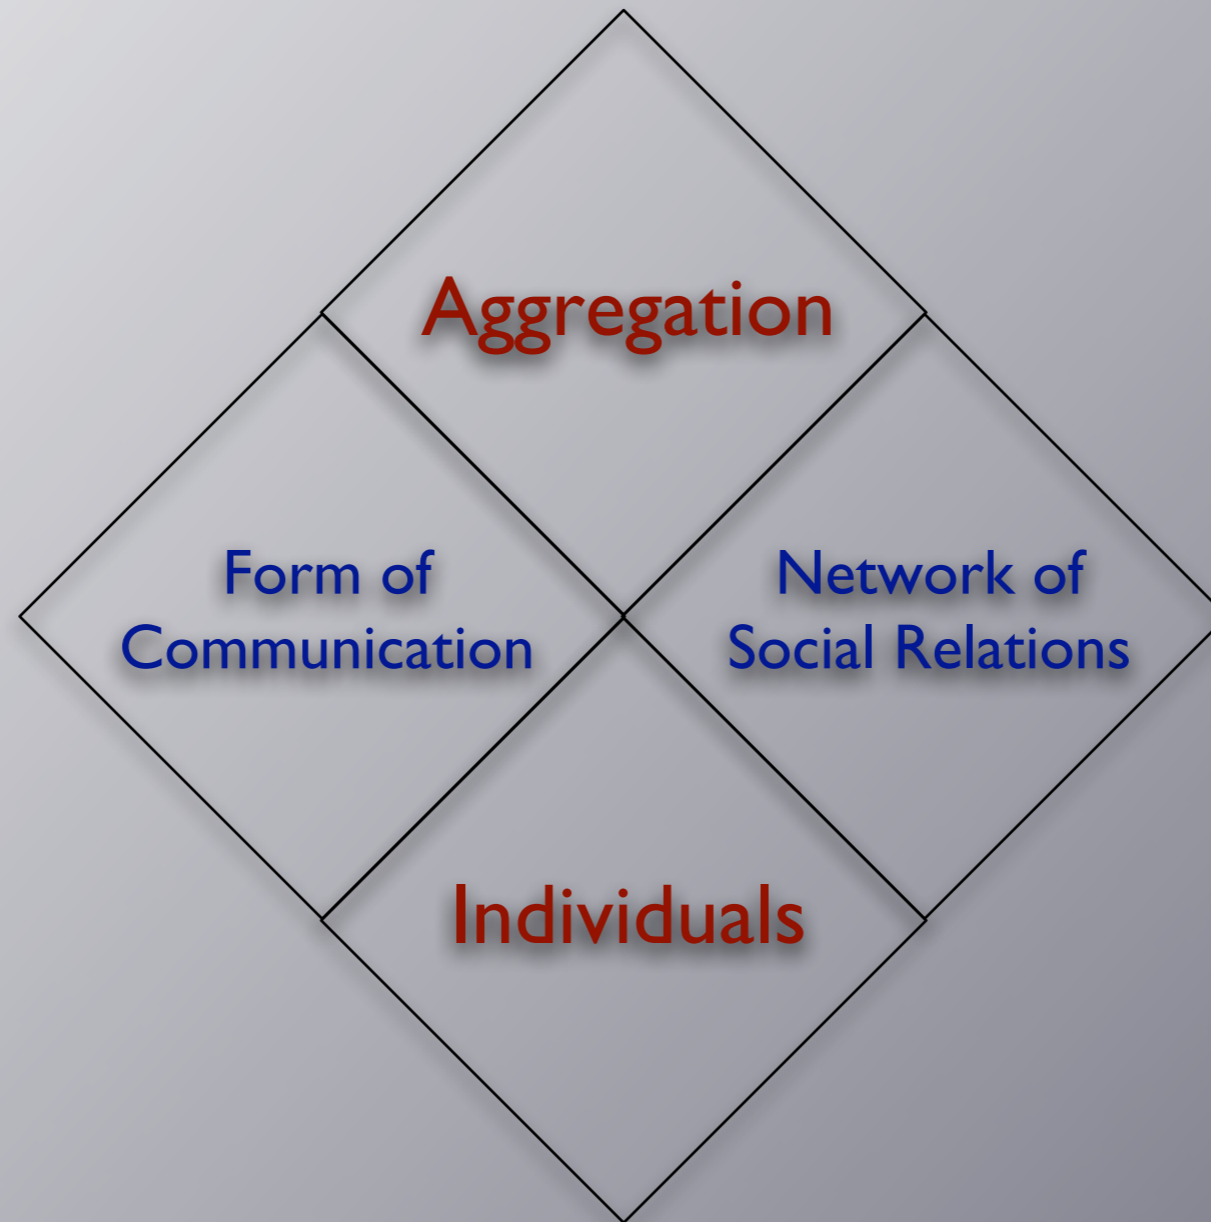 Aggregation
Form of
Communication
Network of
Social Relations
Individuals